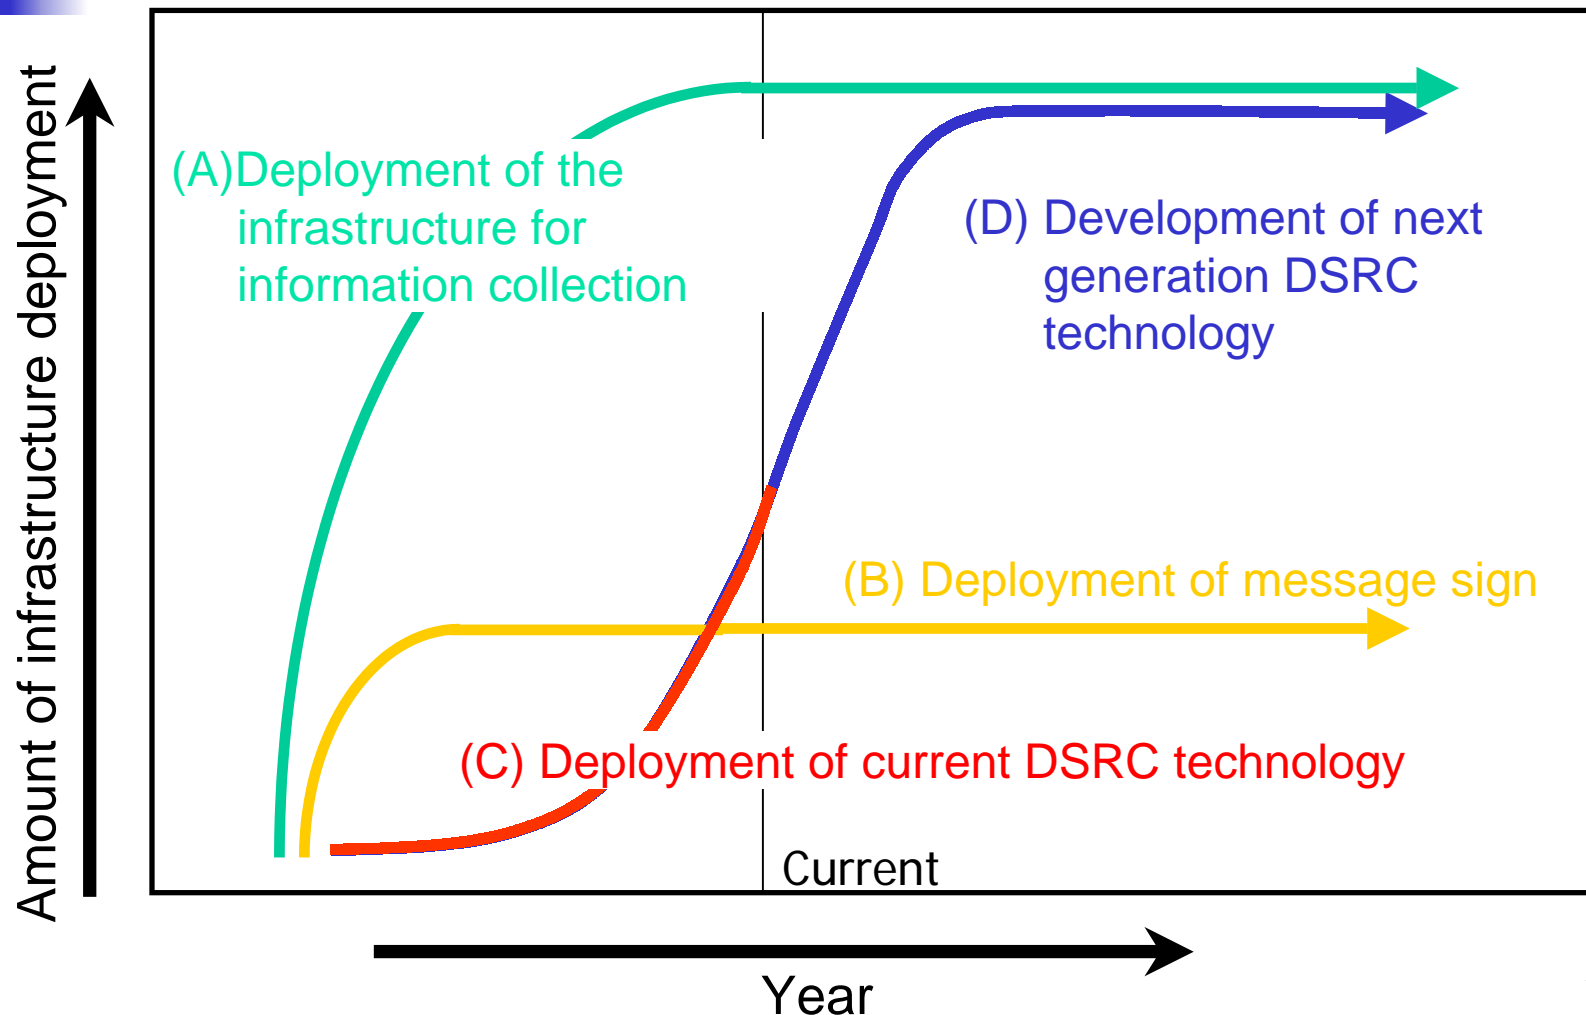 Amount of infrastructure deployment
(A)Deployment of the
infrastructure for
information collection
(D) Development of next
generation DSRC
technology
(B) Deployment of message sign
(C) Deployment of current DSRC technology
Current
Year